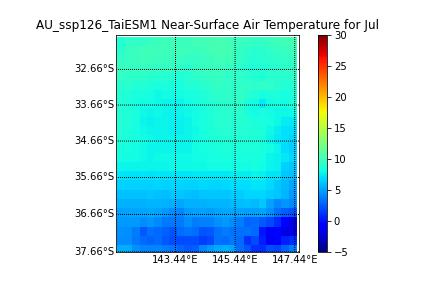 AU_ssp126_TaiESM1 Near-Surface Air Temperature for Jul
32.66°S
33.66°S
34.66°S
35.66°S
36.66°S
37.66°S
143.44°E 145.44°E 147.44°E
30
25
20
15
10
5
0
−5